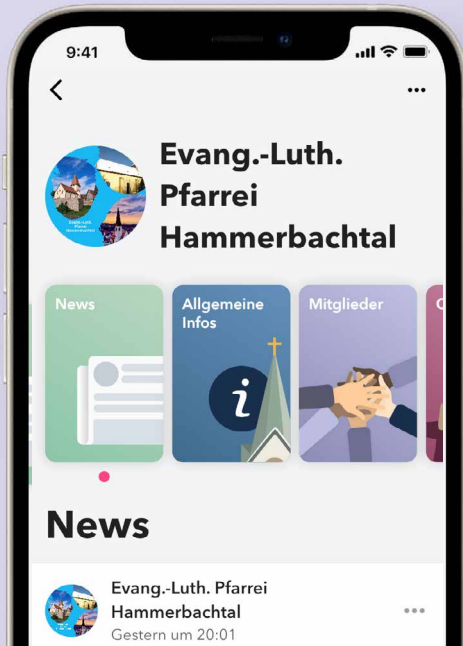 9:41
Evang.-Luth.
Pfarrei
Hammerbachtal
News
Allgemeine
Infos
Mitglieder
News
Evang.-Luth. Pfarrei
Hammerbachtal
Gestern um 20:01